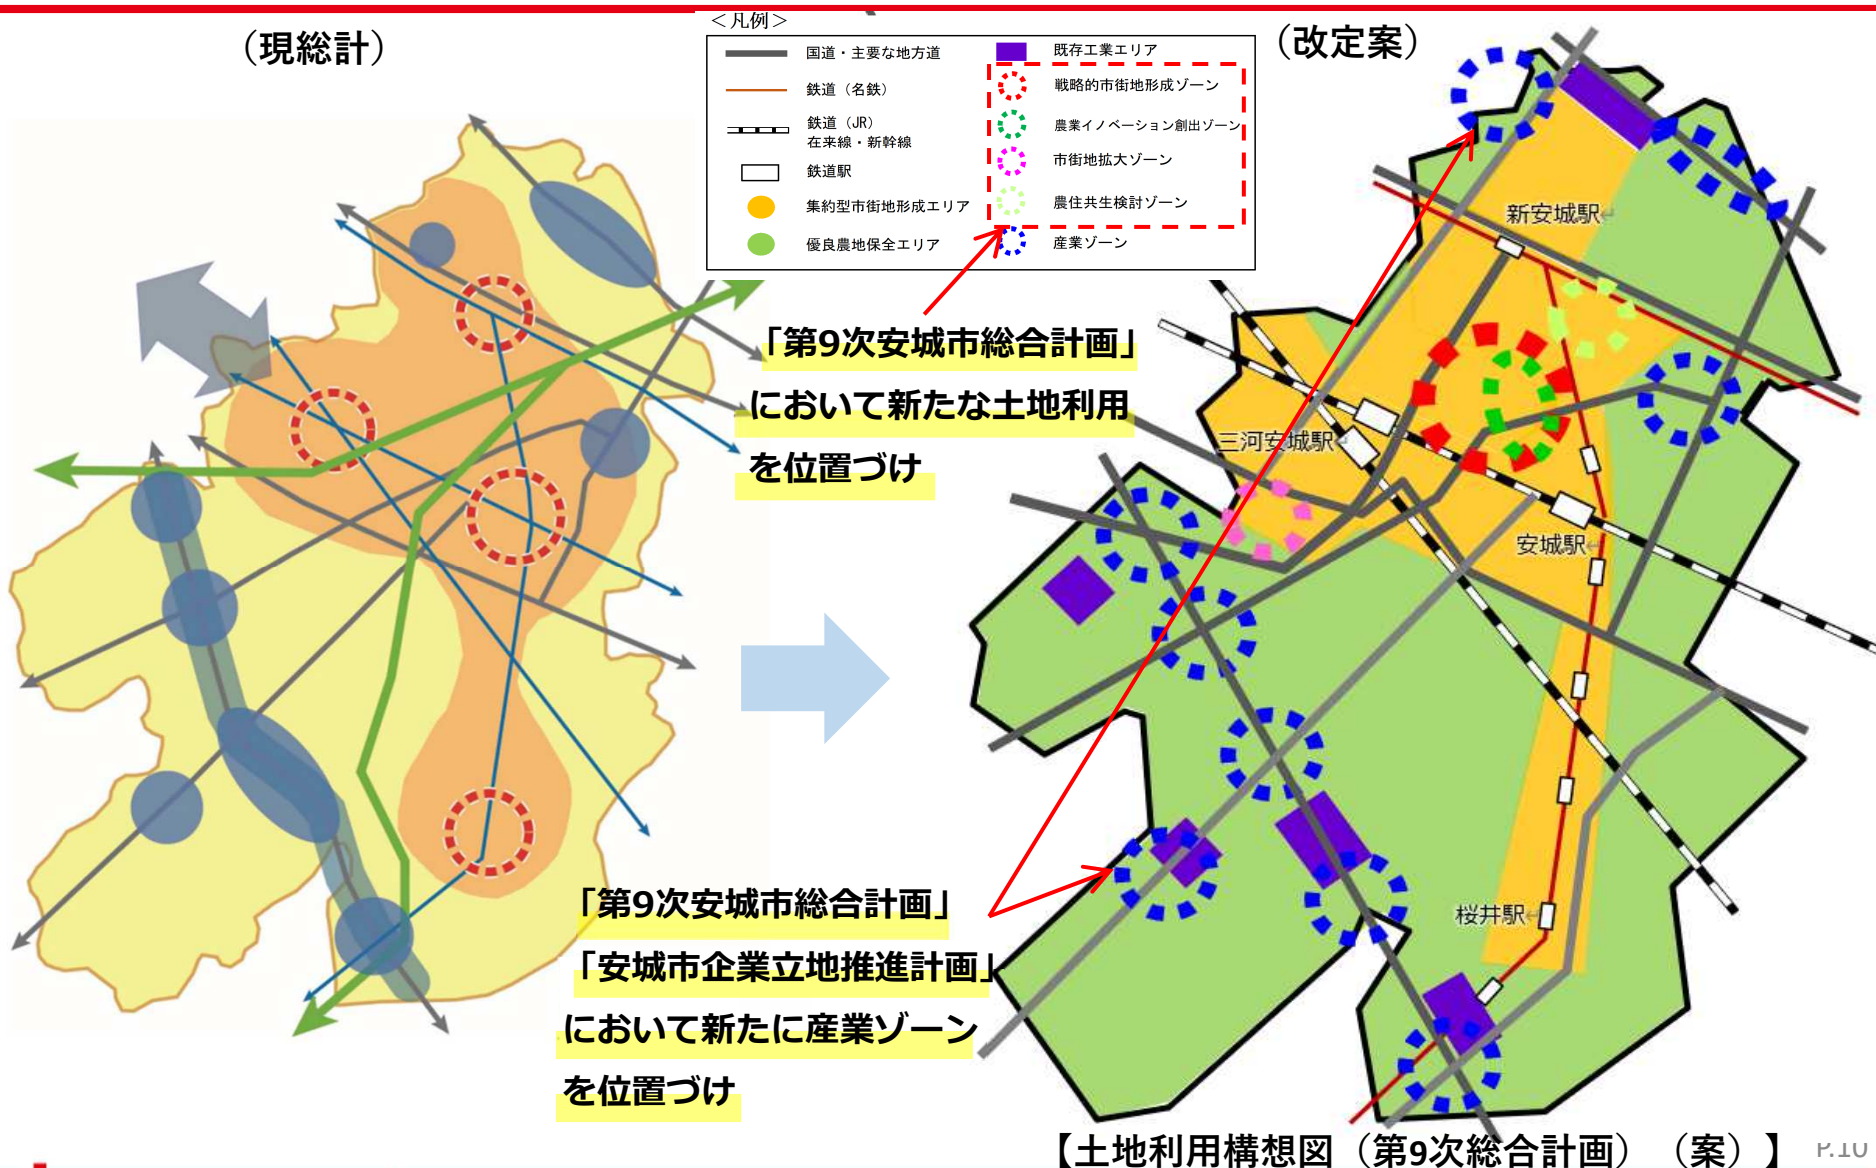 （現総計）
＜凡例＞
国道・主要な地方道
鉄道（名鉄）
鉄道（JR）
在来線・新幹線
鉄道駅
集約型市街地形成エリア
優良農地保全エリア
既存工業エリア
戦略的市街地形成ゾーン
農業イノベーション創出ゾーン
市街地拡大ゾーン
農住共生検討ゾーン
産業ゾーン
（改定案）
新安城駅
三河安城駅
安城駅
桜井駅
「第9次安城市総合計画」
において新たな土地利用
を位置づけ
「第9次安城市総合計画」
「安城市企業立地推進計画」
において新たに産業ゾーン
を位置づけ
【土地利用構想図（第9次総合計画）（案）】
P.10